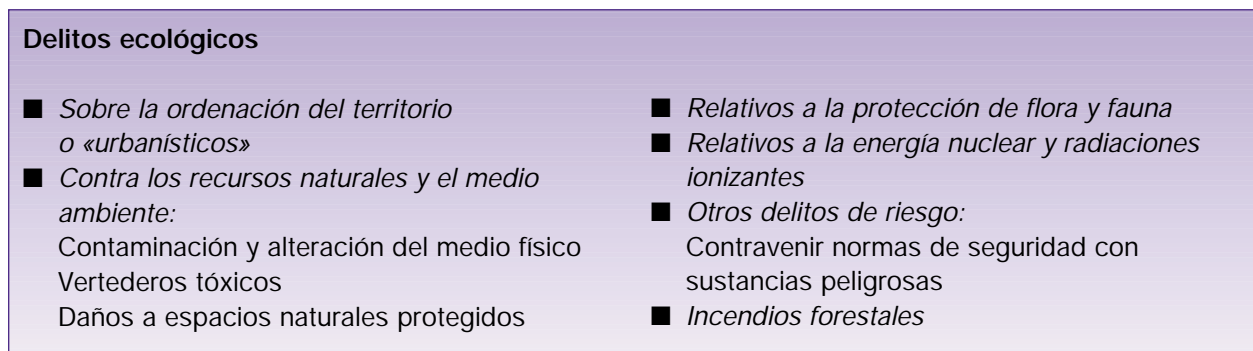 Delitos ecológicos
■ Sobre la ordenación del territorio
o «urbanísticos»
■ Contra los recursos naturales y el medio
ambiente:
Contaminación y alteración del medio físico
Vertederos tóxicos
Daños a espacios naturales protegidos
■ Relativos a la protección de flora y fauna
■ Relativos a la energía nuclear y radiaciones
ionizantes
■ Otros delitos de riesgo:
Contravenir normas de seguridad con
sustancias peligrosas
■ Incendios forestales